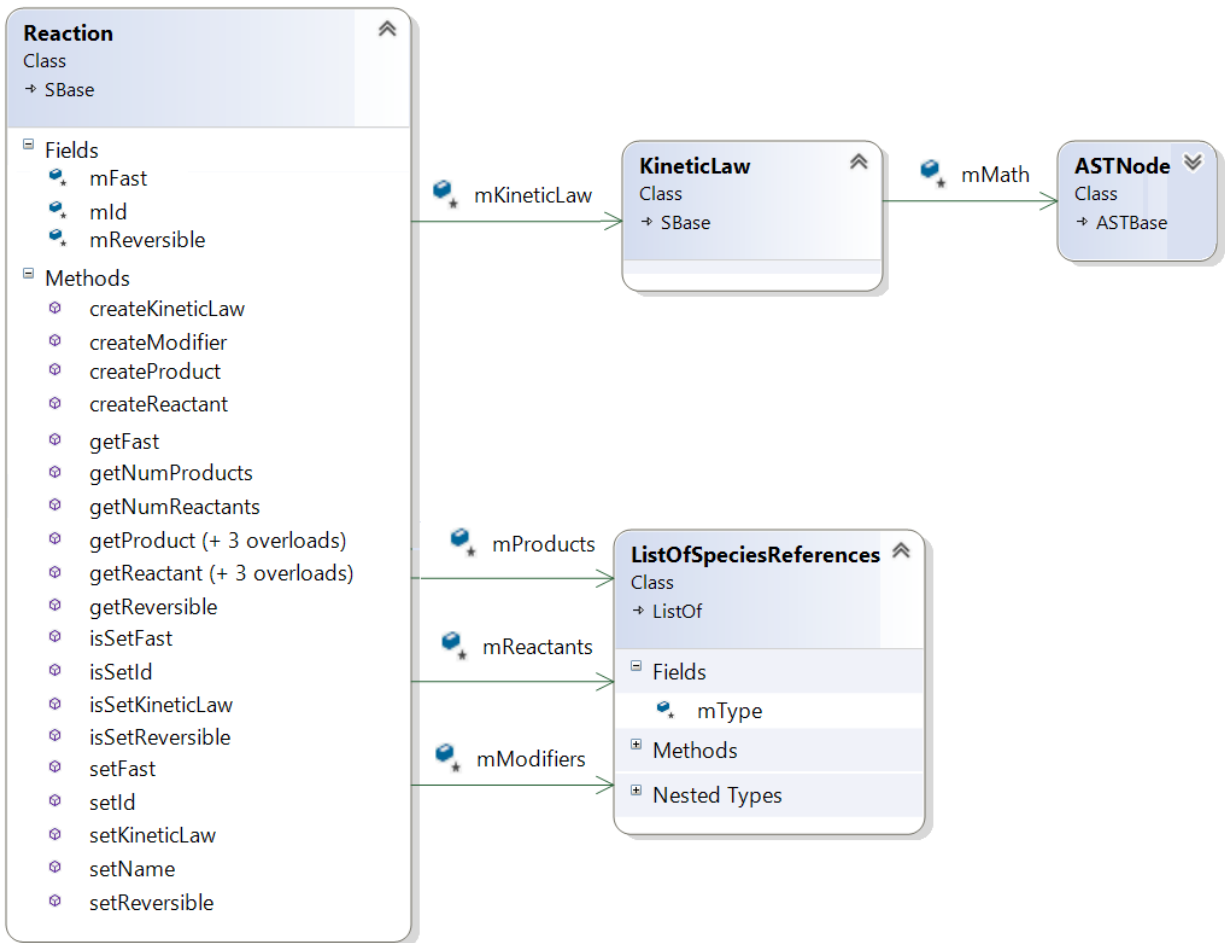 Reaction
Class
SBase
Fields
mFast
mId
mReversible
Methods
createKineticLaw
createModifier
createProduct
createReactant
getFast
getNumProducts
getNumReactants
getProduct (+ 3 overloads)
getReactant (+ 3 overloads)
getReversible
isSetFast
isSetId
isSetKineticLaw
isSetReversible
setFast
setId
setKineticLaw
setName
setReversible
mKineticLaw
KineticLaw
Class
SBase
mMath
ASTNode
Class
ASTBase
mProducts
mReactants
mModifiers
ListOfSpeciesReferences
Class
ListOf
Fields
mType
Methods
Nested Types